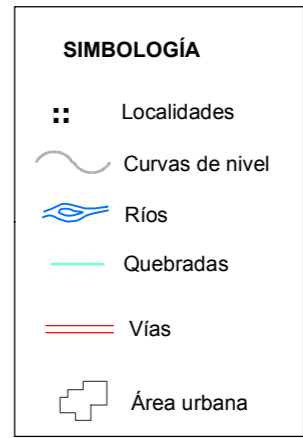 SIMBOLOGÍA
Localidades
Curvas de nivel
Ríos
Quebradas
Vías
Área urbana